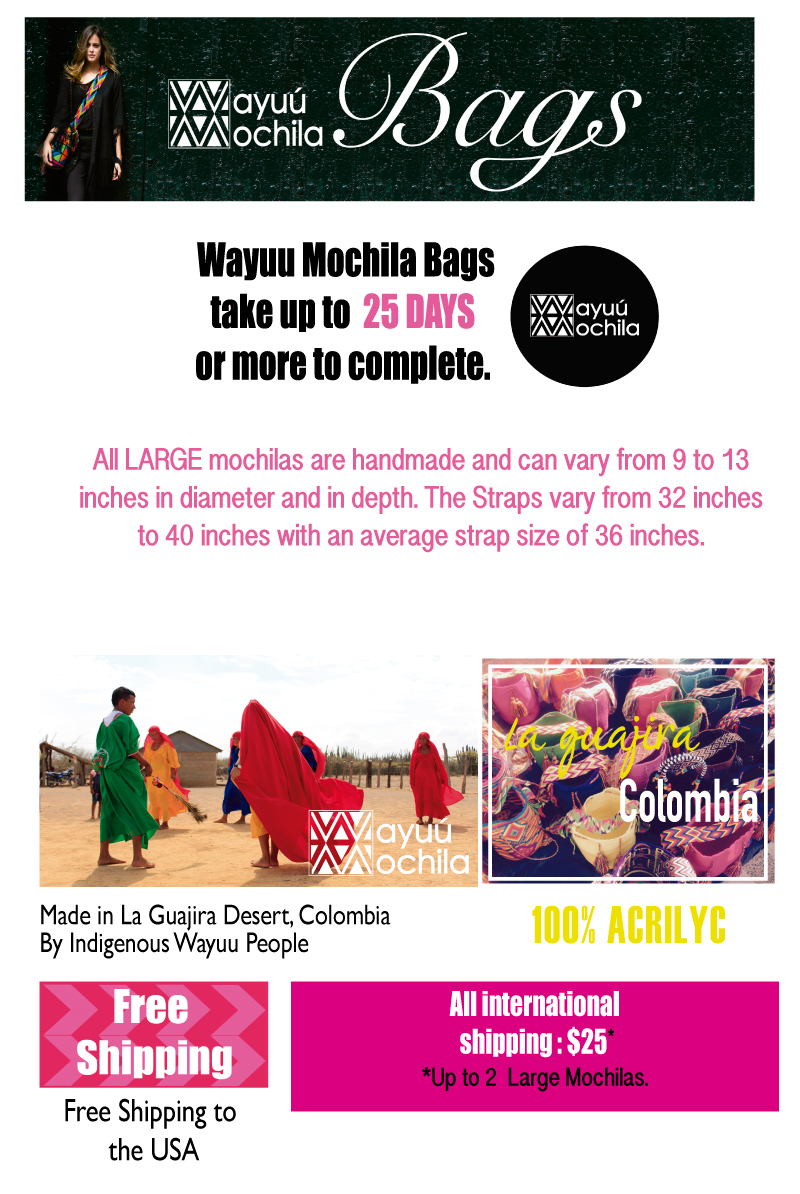 Wayuú
Mochila
Bags
Wayuu Mochila Bags
take up to 25 DAYS
or more to complete.
Wayuú
Mochila
All LARGE mochilas are handmade and can vary from 9 to 13
inches in diameter and in depth. The Straps vary from 32 inches
to 40 inches with an average strap size of 36 inches.
Wayuú
Mochila
La guajira
Colombia
Made in La Guajira Desert, Colombia
By Indigenous Wayuu People
100% ACRILYC
Free
Shipping
Free Shipping to
the USA
All international
shipping : $25*
*Up to 2 Large Mochilas.